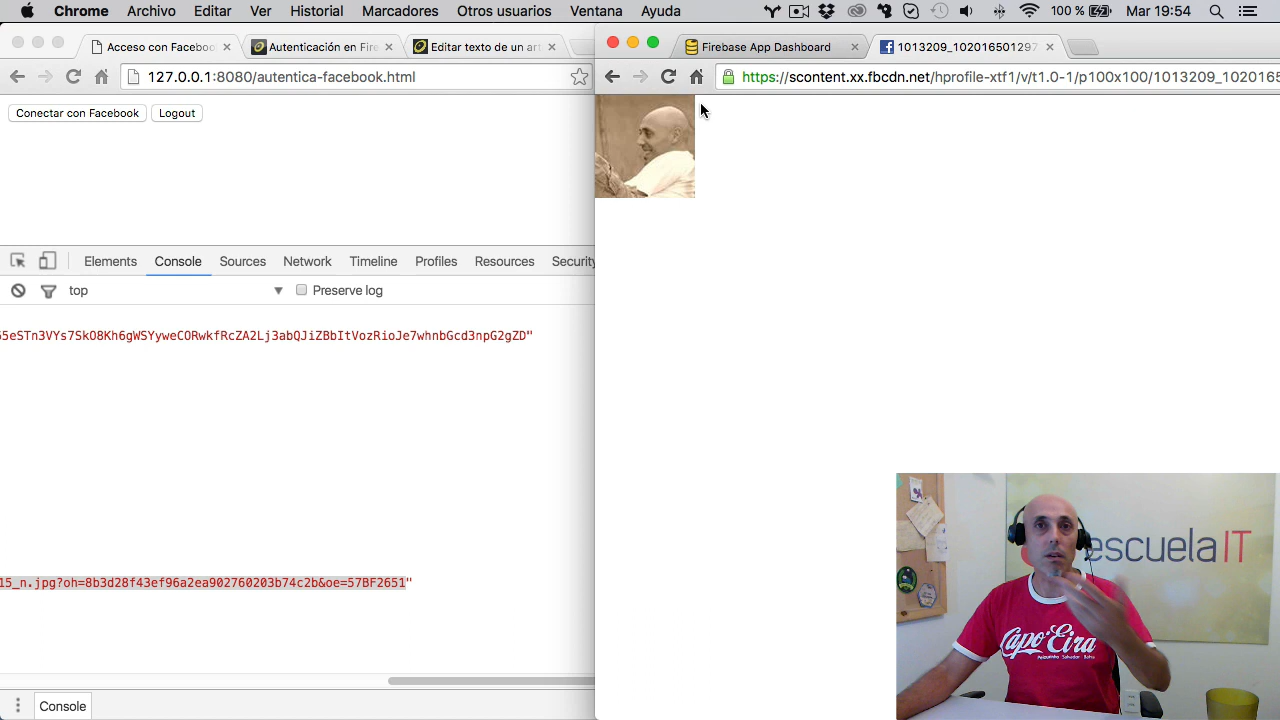 Chrome Archivo Editar Ver Historial Marcadores Otros usuarios Ventana Ayuda 100 % Mar 19:54
Acceso con Facebo
Autenticación en Fire
Editar texto de un art
127.0.0.1:8080/autentica-facebook.html
Conectar con Facebook Logout
Elements Console Sources Network Timeline Profiles Resources Security
top Preserve log
5eSTn3VYs7SkO8Kh6gWSYyweCORwkfRcZA2Lj3abQJiZBbItVozRioJe7whnbGcd3npG2gZD"
15_n.jpg?oh=8b3d28f43ef96a2ea902760203b74c2b&oe=57BF2651"
Console
Firebase App Dashboard
1013209_102016501297
https://scontent.xx.fbcdn.net/hprofile-xtf1/v/t1.0-1/p100x100/1013209_1020165
escuelaIT
Capo Eira